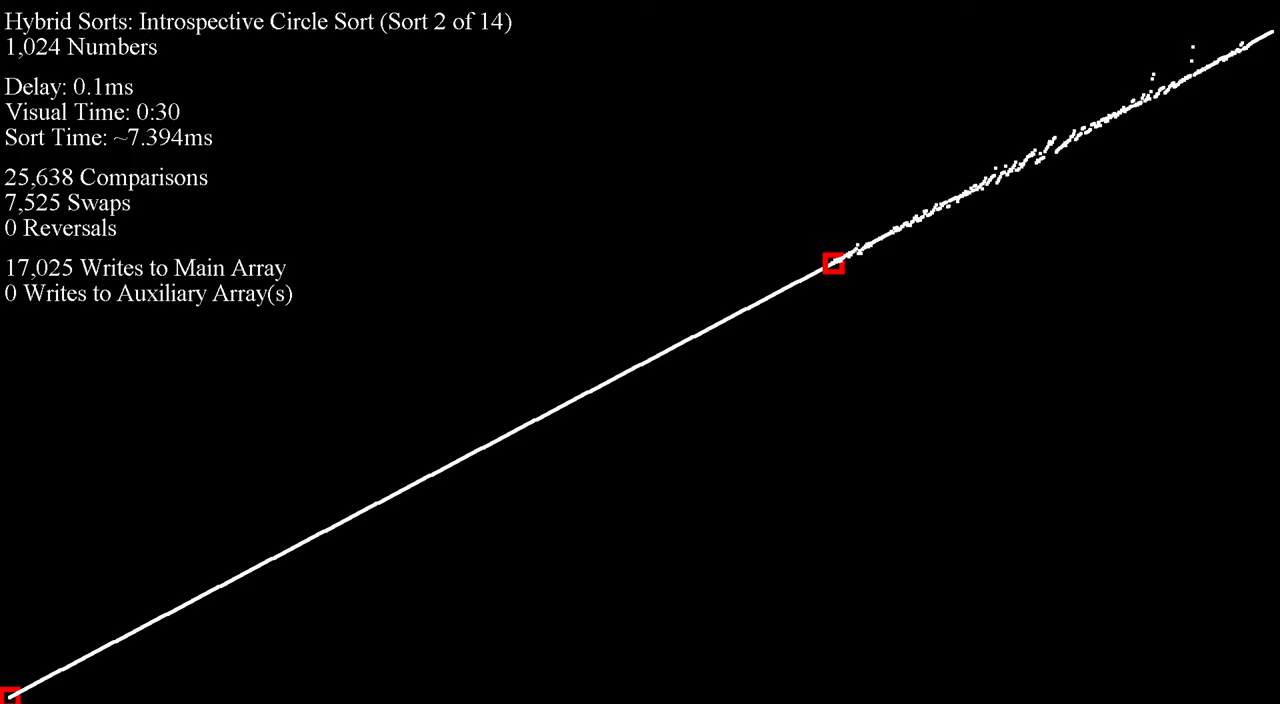 Hybrid Sorts: Introspective Circle Sort (Sort 2 of 14)
1,024 Numbers
Delay: 0.1ms
Visual Time: 0:30
Sort Time: ~7.394ms
25,638 Comparisons
7,525 Swaps
0 Reversals
17,025 Writes to Main Array
0 Writes to Auxiliary Array(s)